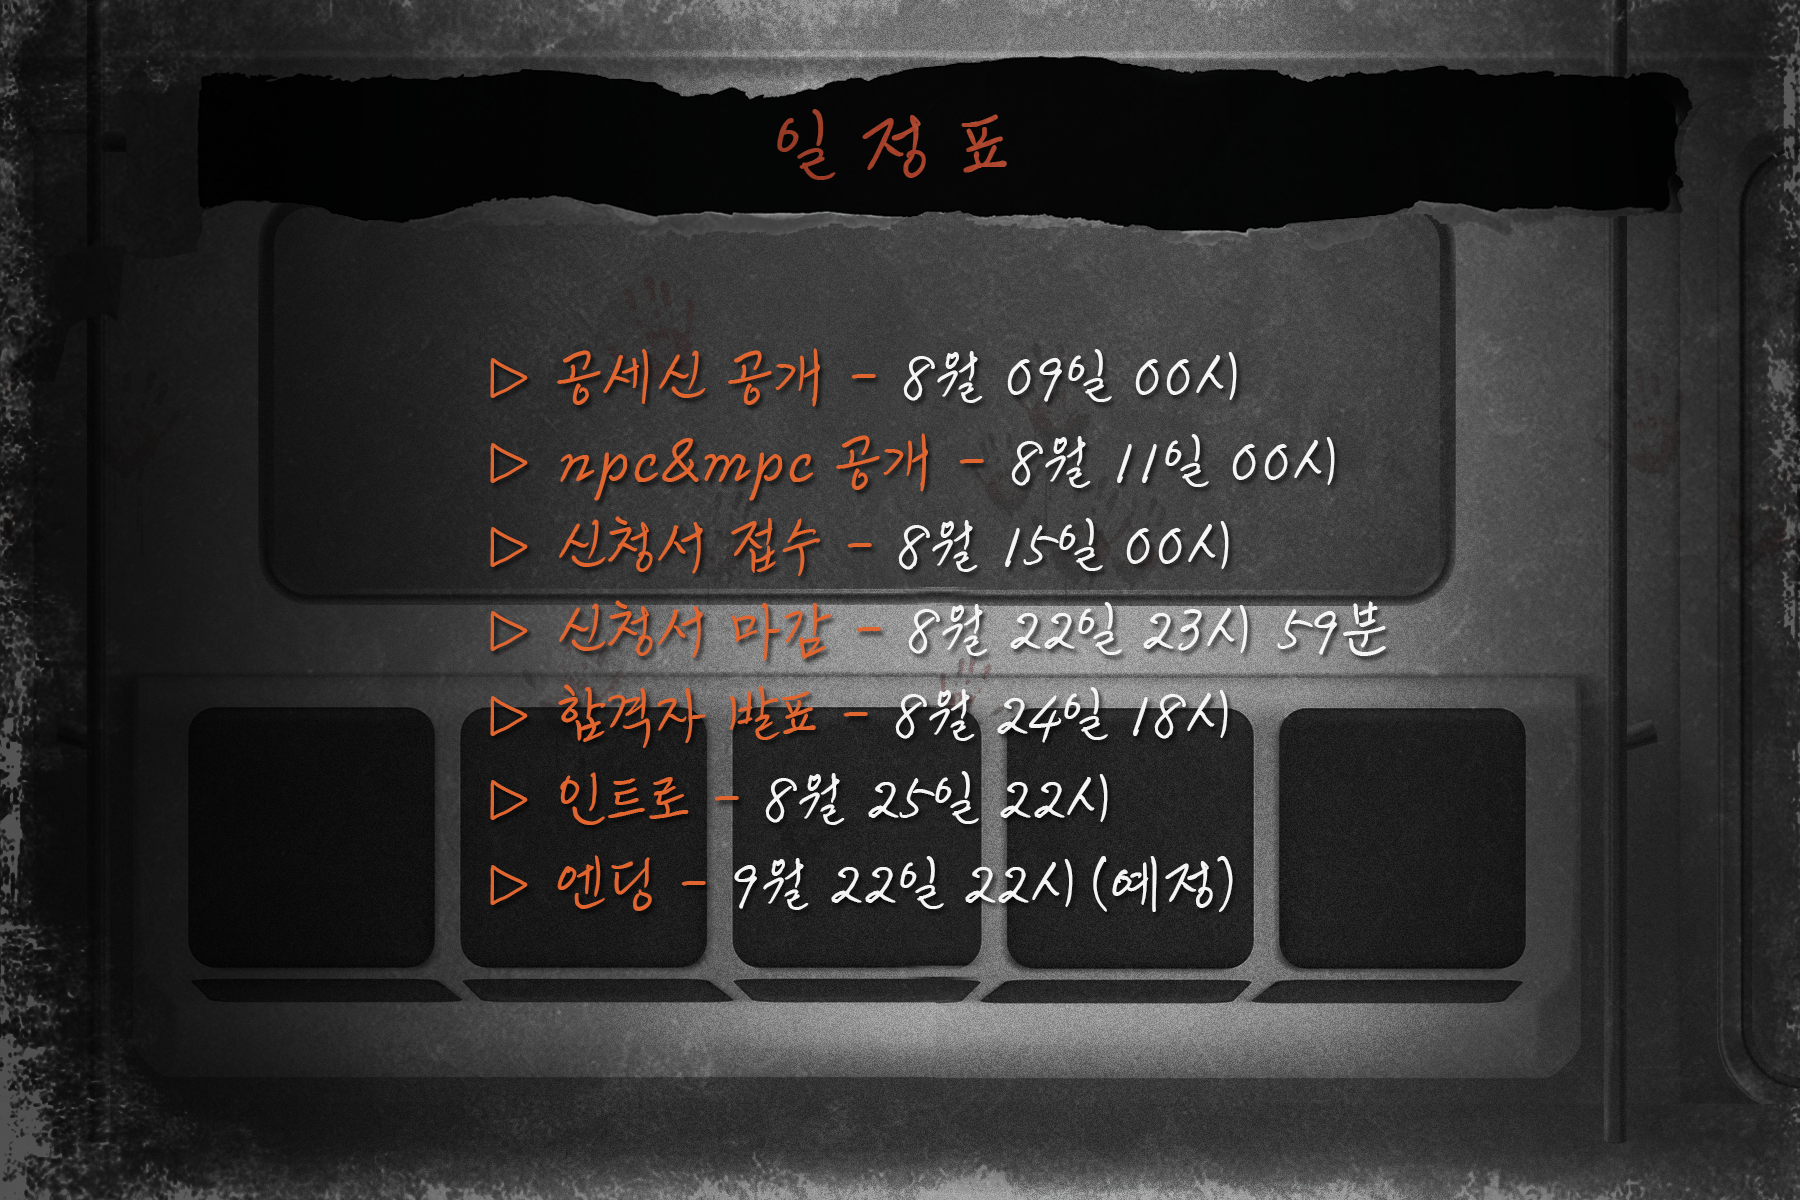 일정표
▷ 공세신 공개 - 8월 09일 00시
▷ npc&mpc 공개 - 8월 11일 00시
▷ 신청서 접수 - 8월 15일 00시
▷ 신청서 마감 - 8월 22일 23시 59분
▷ 합격자 발표 - 8월 24일 18시
▷ 인트로 - 8월 25일 22시
▷ 엔딩 - 9월 22일 22시 (예정)